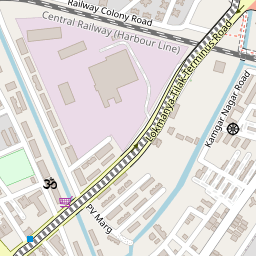 Railway Colony Road
Central Railway (Harbour Line)
Lokmanya Tilak Terminus Road
Kamgar Nagar Road
PV Marg
ॐ